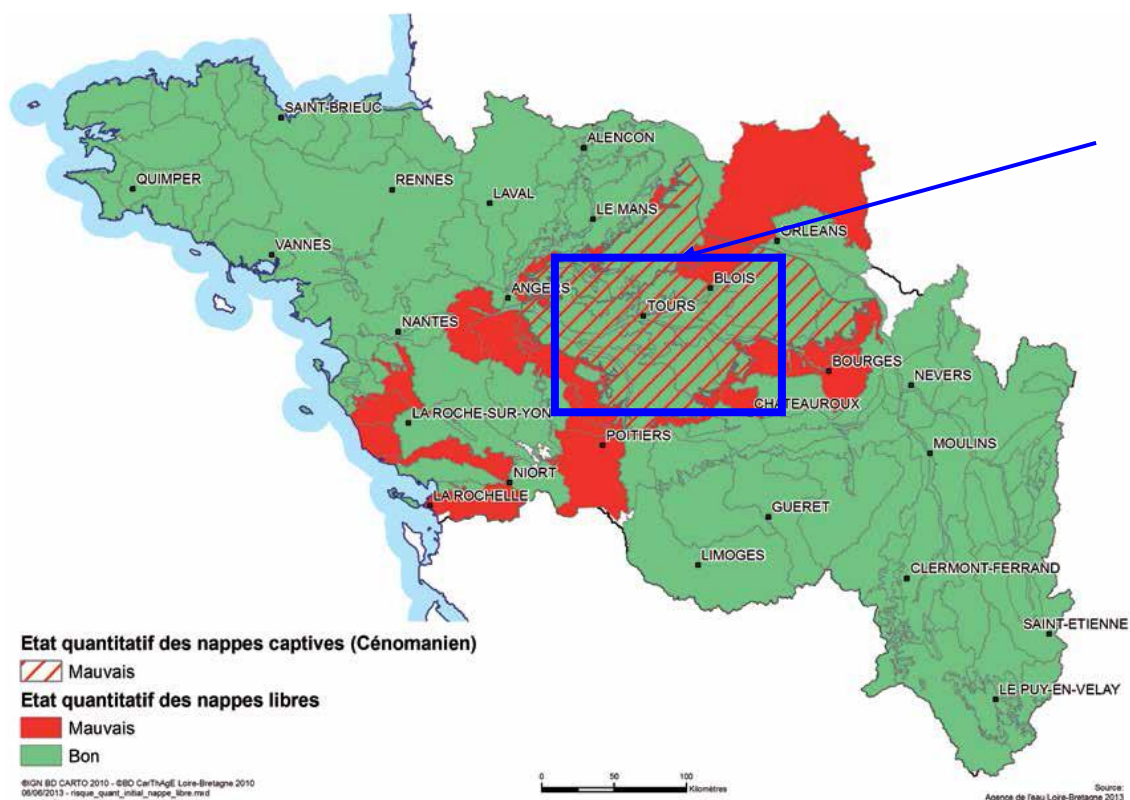 SAINT-BRIEUC
ALENCON
QUIMPER
RENNES
LAVAL
LE MANS
ORLEANS
VANNES
BLOIS
ANGERS
TOURS
NANTES
BOURGES
NEVERS
LA ROCHE-SUR-YON
CHATEAUROUX
POITIERS
MOULINS
NIORT
LA ROCHELLE
GUERET
LIMOGES
CLERMONT-FERRAND
SAINT-ETIENNE
LE PUY-EN-VELAY
Etat quantitatif des nappes captives (Cénomanien)
Mauvais
Etat quantitatif des nappes libres
Mauvais
Bon
©IGN BD CARTO 2010 - ©BD CarThAgE Loire-Bretagne 2010
06/06/2013 - risque_quant_initial_nappe_libre.mxd
0 50 100
Kilomètres
Source:
Agence de l'eau Loire-Bretagne 2013